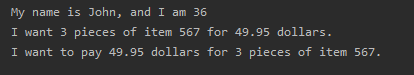 My name is John, and I am 36
I want 3 pieces of item 567 for 49.95 dollars.
I want to pay 49.95 dollars for 3 pieces of item 567.